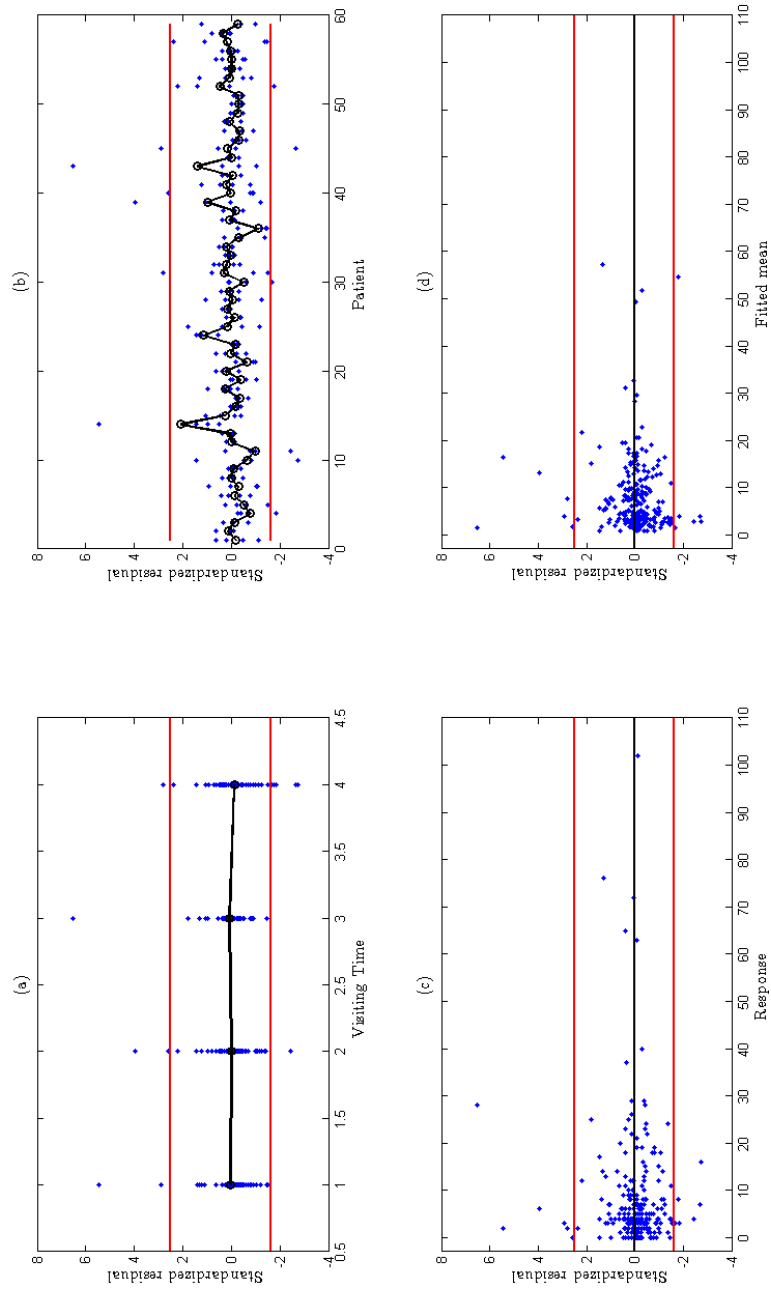 (a)
8
6
4
2
0
-2
-4
Standardized residual
0.5 1 1.5 2 2.5 3 3.5 4 4.5
Visiting Time
(b)
8
6
4
2
0
-2
-4
Standardized residual
0 10 20 30 40 50 60
Patient
(c)
8
6
4
2
0
-2
-4
Standardized residual
0 10 20 30 40 50 60 70 80 90 100 110
Response
(d)
8
6
4
2
0
-2
-4
Standardized residual
0 10 20 30 40 50 60 70 80 90 100 110
Fitted mean